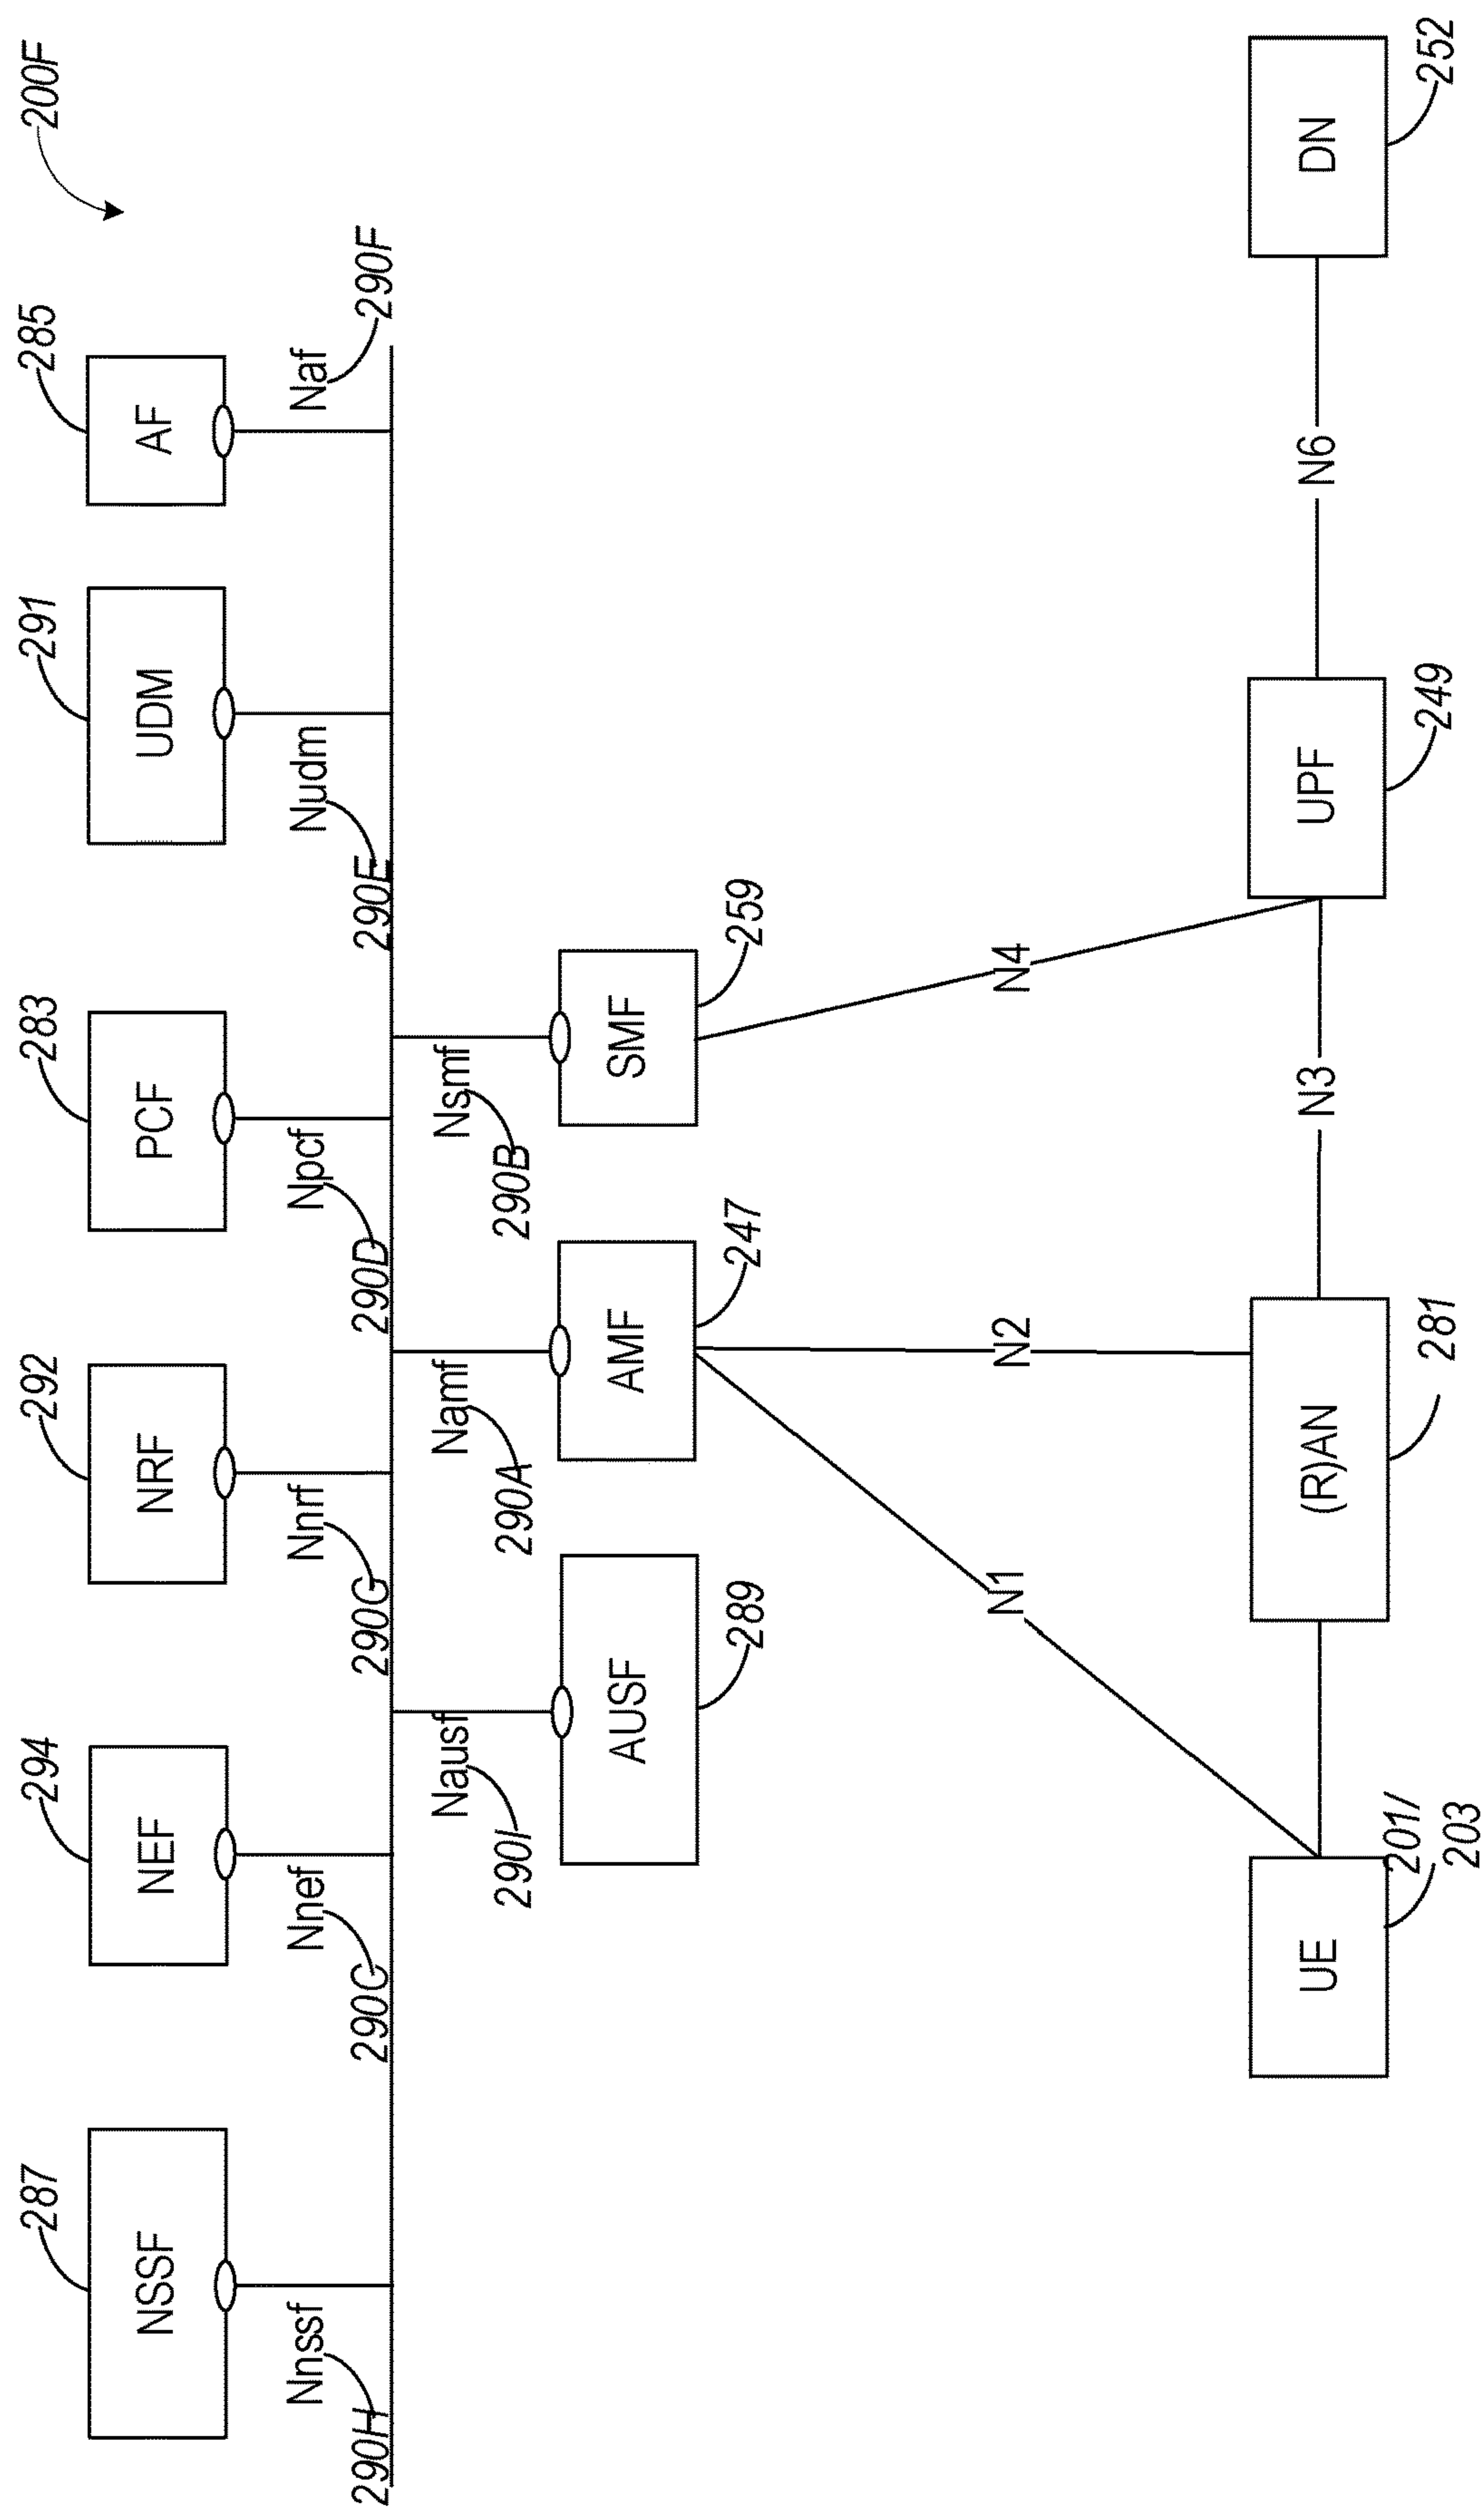 200F
287
294
292
283
291
285
NSSF
NEF
NRF
PCF
UDM
AF
Nnssf
Nnef
Nnrf
Npcf
Nudm
Naf
290H
290C
290G
290D
290E
290F
Nausf
Namf
Nsmf
290I
290A
290B
AUSF
AMF
SMF
289
247
259
N1
N2
N4
UE
(R)AN
N3
UPF
N6
DN
201/
203
281
249
252